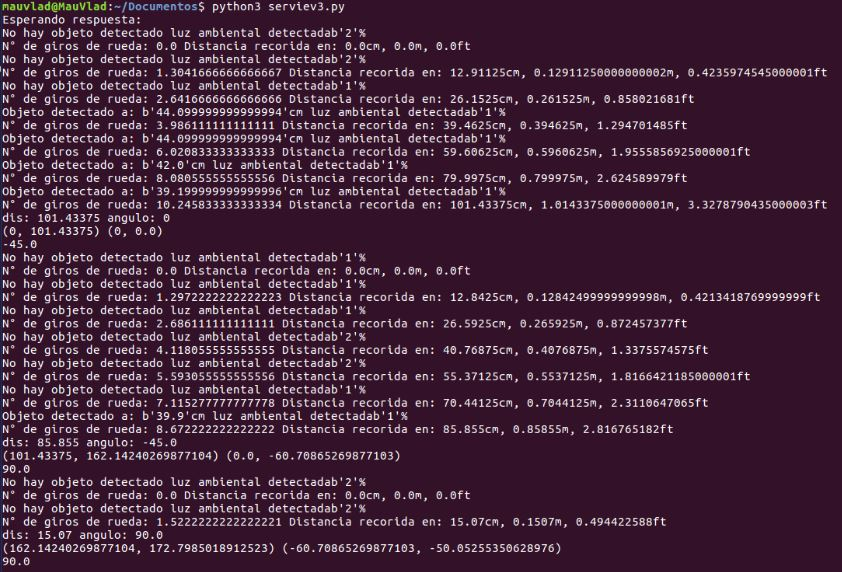 mauvlad@MauVlad:~/Documentos$ python3 serviev3.py
Esperando respuesta:
No hay objeto detectado luz ambiental detectadab'2'%
N° de giros de rueda: 0.0 Distancia recorida en: 0.0cm, 0.0m, 0.0ft
No hay objeto detectado luz ambiental detectadab'2'%
N° de giros de rueda: 1.3041666666666667 Distancia recorida en: 12.91125cm, 0.12911250000000002m, 0.4235974545000001ft
No hay objeto detectado luz ambiental detectadab'1'%
N° de giros de rueda: 2.6416666666666666 Distancia recorida en: 26.1525cm, 0.261525m, 0.858021681ft
Objeto detectado a: b'44.099999999999994'cm luz ambiental detectadab'1'%
N° de giros de rueda: 3.986111111111111 Distancia recorida en: 39.4625cm, 0.394625m, 1.294701485ft
Objeto detectado a: b'44.099999999999994'cm luz ambiental detectadab'1'%
N° de giros de rueda: 6.020833333333333 Distancia recorida en: 59.60625cm, 0.5960625m, 1.9555856925000001ft
Objeto detectado a: b'42.0'cm luz ambiental detectadab'1'%
N° de giros de rueda: 8.080555555555556 Distancia recorida en: 79.9975cm, 0.799975m, 2.624589979ft
Objeto detectado a: b'39.199999999999996'cm luz ambiental detectadab'1'%
N° de giros de rueda: 10.245833333333334 Distancia recorida en: 101.43375cm, 1.0143375000000001m, 3.3278790435000003ft
dis: 101.43375 angulo: 0
(0, 101.43375) (0, 0.0)
-45.0
No hay objeto detectado luz ambiental detectadab'1'%
N° de giros de rueda: 0.0 Distancia recorida en: 0.0cm, 0.0m, 0.0ft
No hay objeto detectado luz ambiental detectadab'1'%
N° de giros de rueda: 1.2972222222222223 Distancia recorida en: 12.8425cm, 0.12842499999999998m, 0.4213418769999999ft
No hay objeto detectado luz ambiental detectadab'1'%
N° de giros de rueda: 2.686111111111111 Distancia recorida en: 26.5925cm, 0.265925m, 0.872457377ft
No hay objeto detectado luz ambiental detectadab'2'%
N° de giros de rueda: 4.118055555555555 Distancia recorida en: 40.76875cm, 0.4076875m, 1.3375574575ft
No hay objeto detectado luz ambiental detectadab'2'%
N° de giros de rueda: 5.593055555555556 Distancia recorida en: 55.37125cm, 0.5537125m, 1.8166421185000001ft
No hay objeto detectado luz ambiental detectadab'1'%
N° de giros de rueda: 7.115277777777778 Distancia recorida en: 70.44125cm, 0.7044125m, 2.3110647065ft
Objeto detectado a: b'39.9'cm luz ambiental detectadab'1'%
N° de giros de rueda: 8.672222222222222 Distancia recorida en: 85.855cm, 0.85855m, 2.816765182ft
dis: 85.855 angulo: -45.0
(101.43375, 162.14240269877104) (0.0, -60.70865269877103)
90.0
No hay objeto detectado luz ambiental detectadab'2'%
N° de giros de rueda: 0.0 Distancia recorida en: 0.0cm, 0.0m, 0.0ft
No hay objeto detectado luz ambiental detectadab'2'%
N° de giros de rueda: 1.5222222222222221 Distancia recorida en: 15.07cm, 0.1507m, 0.494422588ft
dis: 15.07 angulo: 90.0
(162.14240269877104, 172.7985018912523) (-60.70865269877103, -50.05255350628976)
90.0